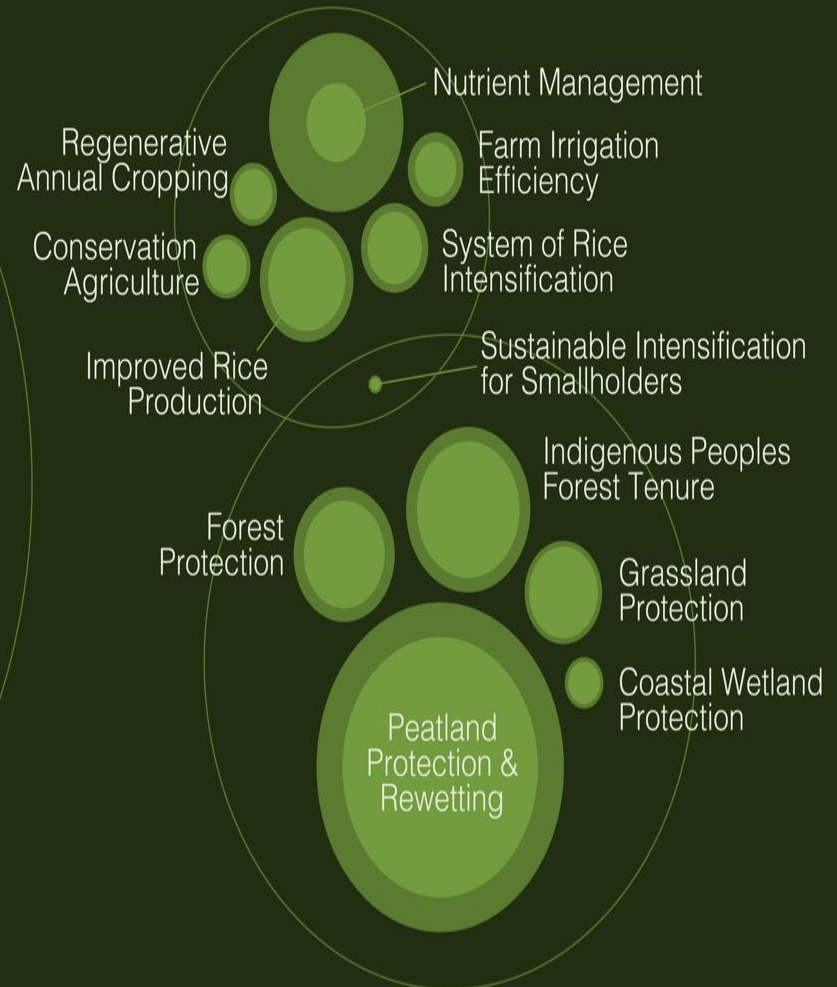 Nutrient Management
Regenerative
Annual Cropping
Farm Irrigation
Efficiency
Conservation
Agriculture
System of Rice
Intensification
Improved Rice
Production
Sustainable Intensification
for Smallholders
Indigenous Peoples
Forest Tenure
Forest
Protection
Grassland
Protection
Coastal Wetland
Protection
Peatland
Protection &
Rewetting